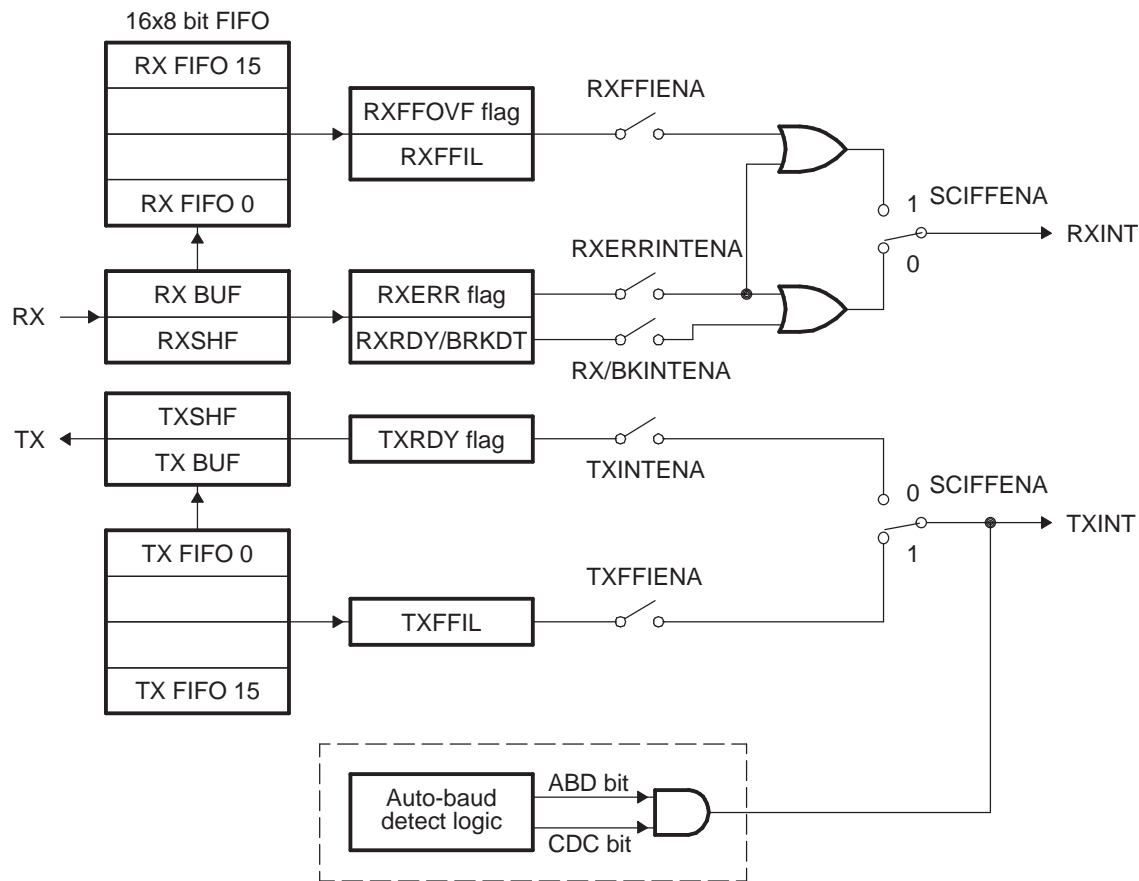 16x8 bit FIFO
RX FIFO 15
RX FIFO 0
RXFFOVF flag
RXFFIL
RXFFIENA
1
SCIFFENA
0
RXINT
RX
RX BUF
RXSHF
RXERR flag
RXRDY/BRKDT
RXERRINTENA
RX/BKINTENA
TX
TXSHF
TX BUF
TXRDY flag
TXINTENA
0
SCIFFENA
1
TXINT
TX FIFO 0
TX FIFO 15
TXFFIL
TXFFIENA
Auto-baud
detect logic
ABD bit
CDC bit